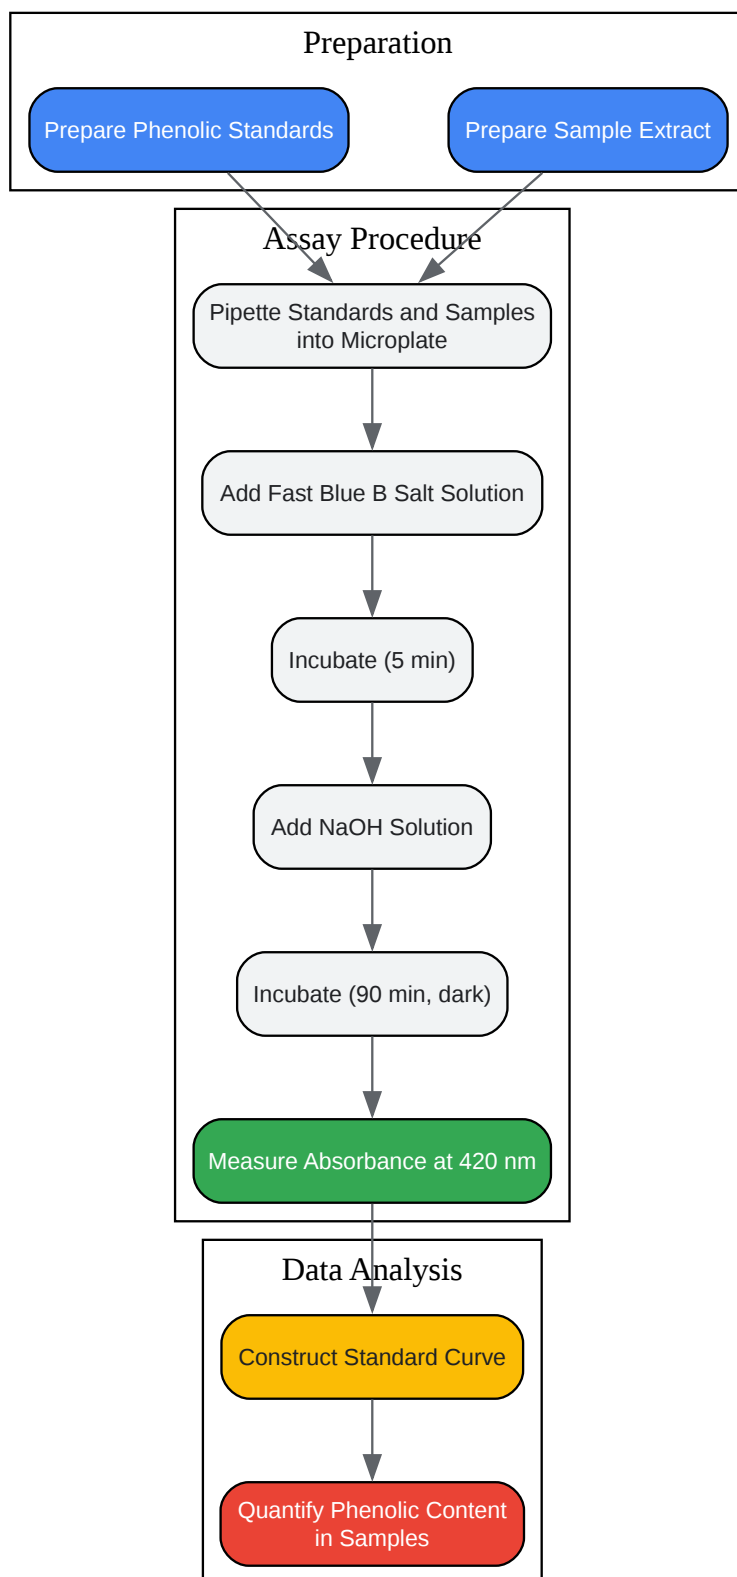 Preparation
Prepare Phenolic Standards
Prepare Sample Extract
Assay Procedure
Pipette Standards and Samples
into Microplate
Add Fast Blue B Salt Solution
Incubate (5 min)
Add NaOH Solution
Incubate (90 min, dark)
Measure Absorbance at 420 nm
Data Analysis
Construct Standard Curve
Quantify Phenolic Content
in Samples